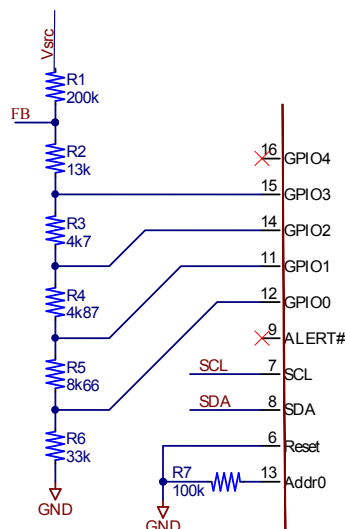 Vsrc
R1
200k
FB
R2
13k
16 GPIO4
15 GPIO3
R3
4k7
14 GPIO2
11 GPIO1
R4
4k87
12 GPIO0
9 ALERT#
R5
8k66
SCL 7 SCL
SDA 8 SDA
R6
33k
6 Reset
R7
100k
13 Addr0
GND
GND